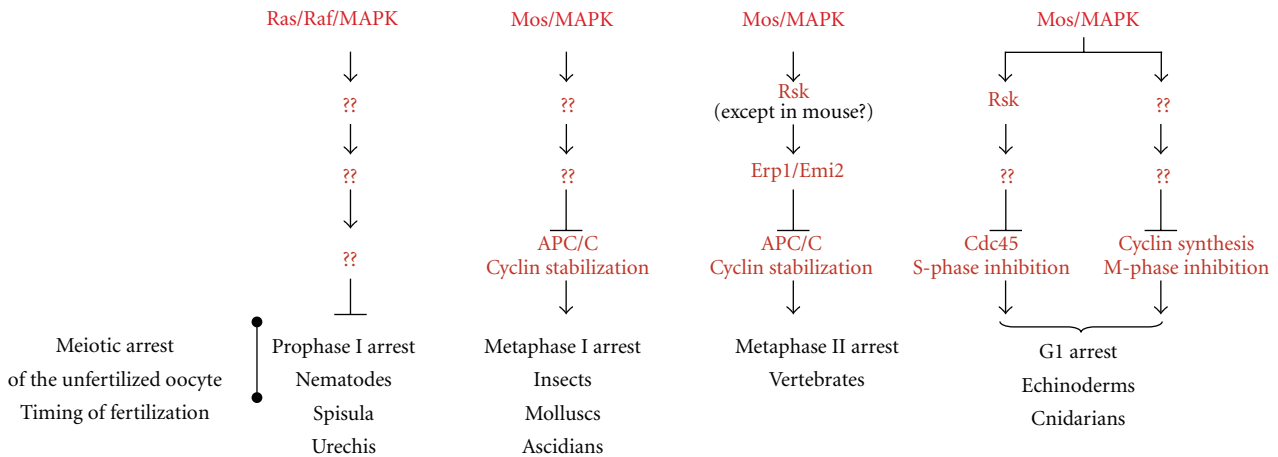 Ras/Raf/MAPK
??
??
??
Prophase I arrest
Nematodes
Spisula
Urechis
Mos/MAPK
??
??
APC/C
Cyclin stabilization
Metaphase I arrest
Insects
Molluscs
Ascidians
Mos/MAPK
Rsk
(except in mouse?)
Erp1/Emi2
APC/C
Cyclin stabilization
Metaphase II arrest
Vertebrates
Mos/MAPK
Rsk
??
Cdc45
S-phase inhibition
??
??
Cyclin synthesis
M-phase inhibition
G1 arrest
Echinoderms
Cnidarians
Meiotic arrest
of the unfertilized oocyte
Timing of fertilization